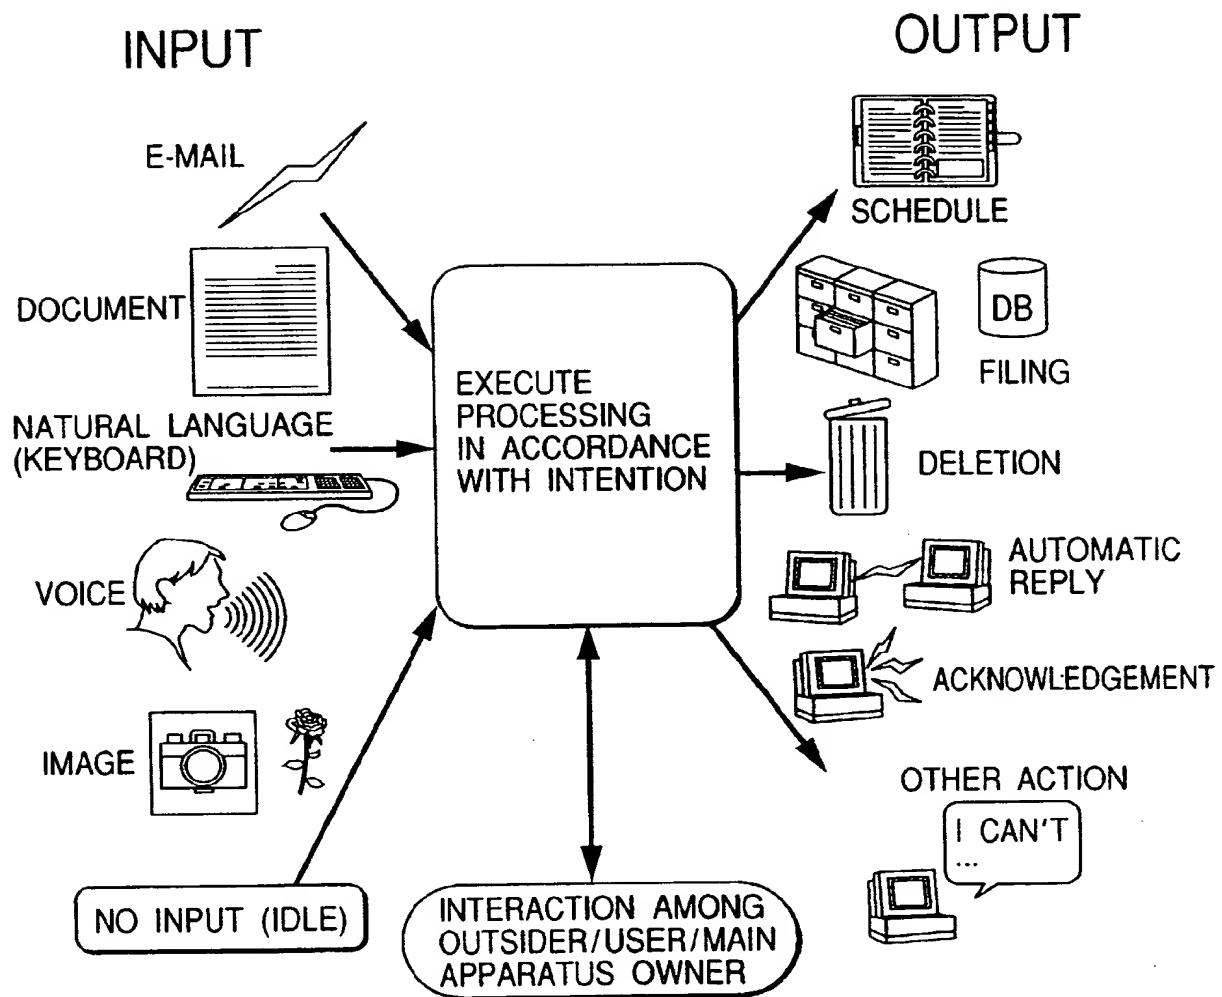 INPUT
OUTPUT
E-MAIL
DOCUMENT
NATURAL LANGUAGE
(KEYBOARD)
VOICE
IMAGE
NO INPUT (IDLE)
EXECUTE
PROCESSING
IN ACCORDANCE
WITH INTENTION
INTERACTION AMONG
OUTSIDER/USER/MAIN
APPARATUS OWNER
SCHEDULE
DB
FILING
DELETION
AUTOMATIC
REPLY
ACKNOWLEDGEMENT
OTHER ACTION
I CAN'T
...